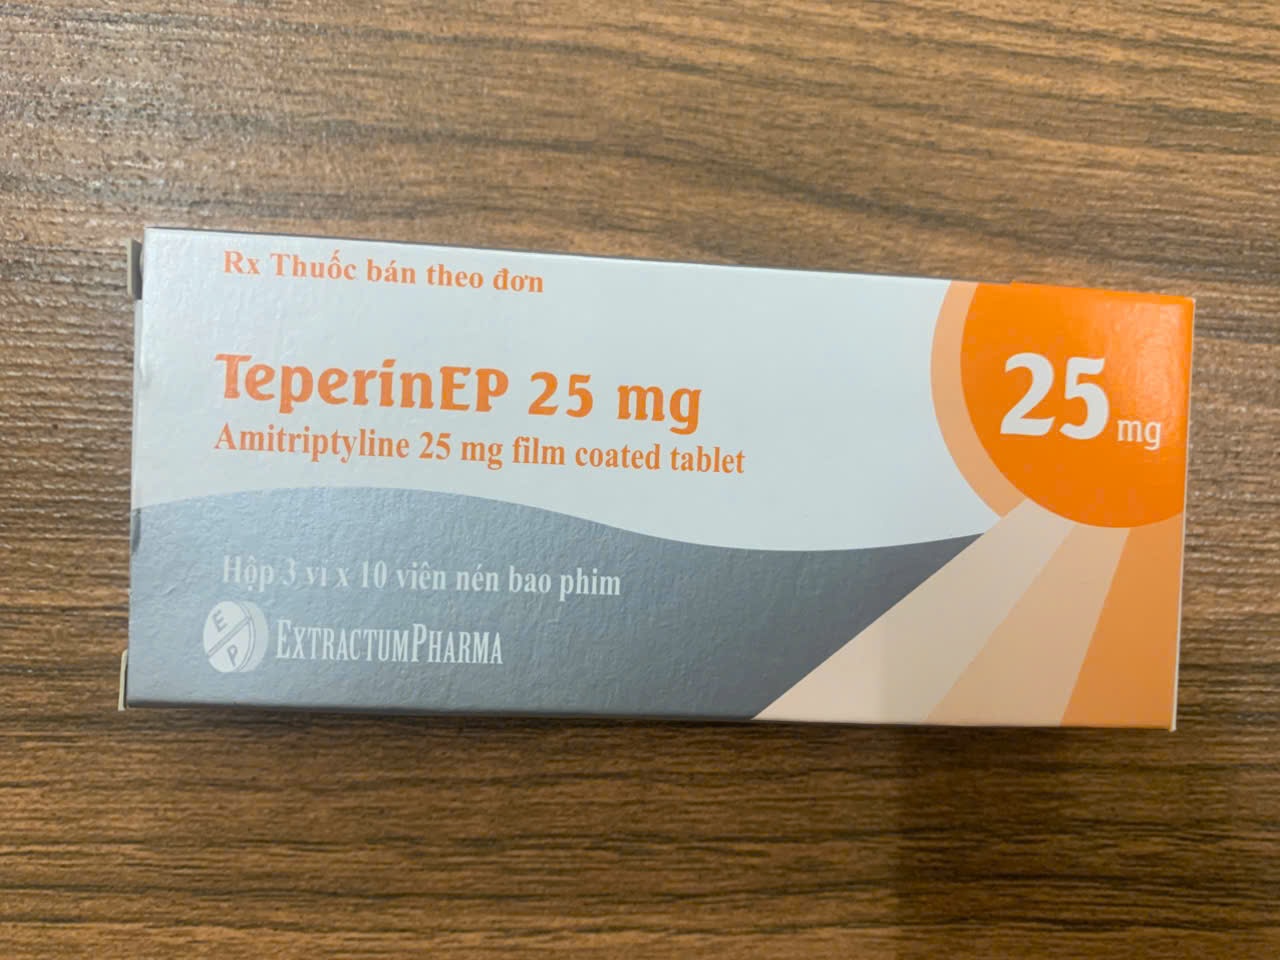 Rx Thuốc bán theo đơn
TeperinEP 25 mg
Amitriptyline 25 mg film coated tablet
25 mg
Hộp 3 vỉ x 10 viên nén bao phim
EP
EXTRACTUMPHARMA